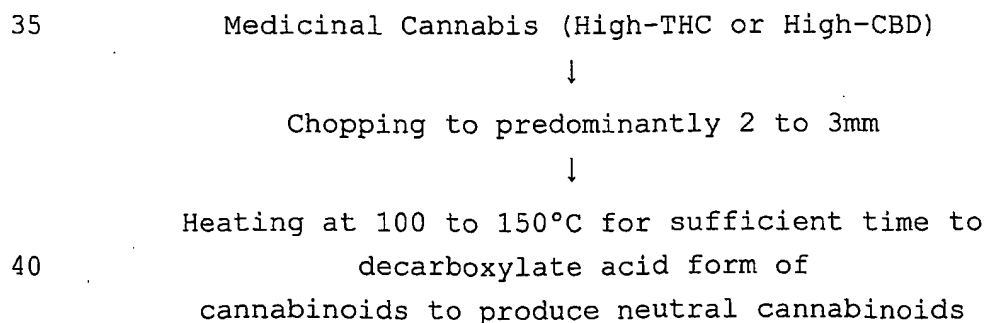 35 Medicinal Cannabis (High-THC or High-CBD)
↓
Chopping to predominantly 2 to 3mm
↓
Heating at 100 to 150°C for sufficient time to
40 decarboxylate acid form of
cannabinoids to produce neutral cannabinoids